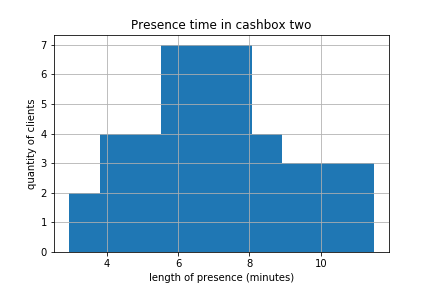 Presence time in cashbox two
quantity of clients
7
6
5
4
3
2
1
0
4 6 8 10
length of presence (minutes)